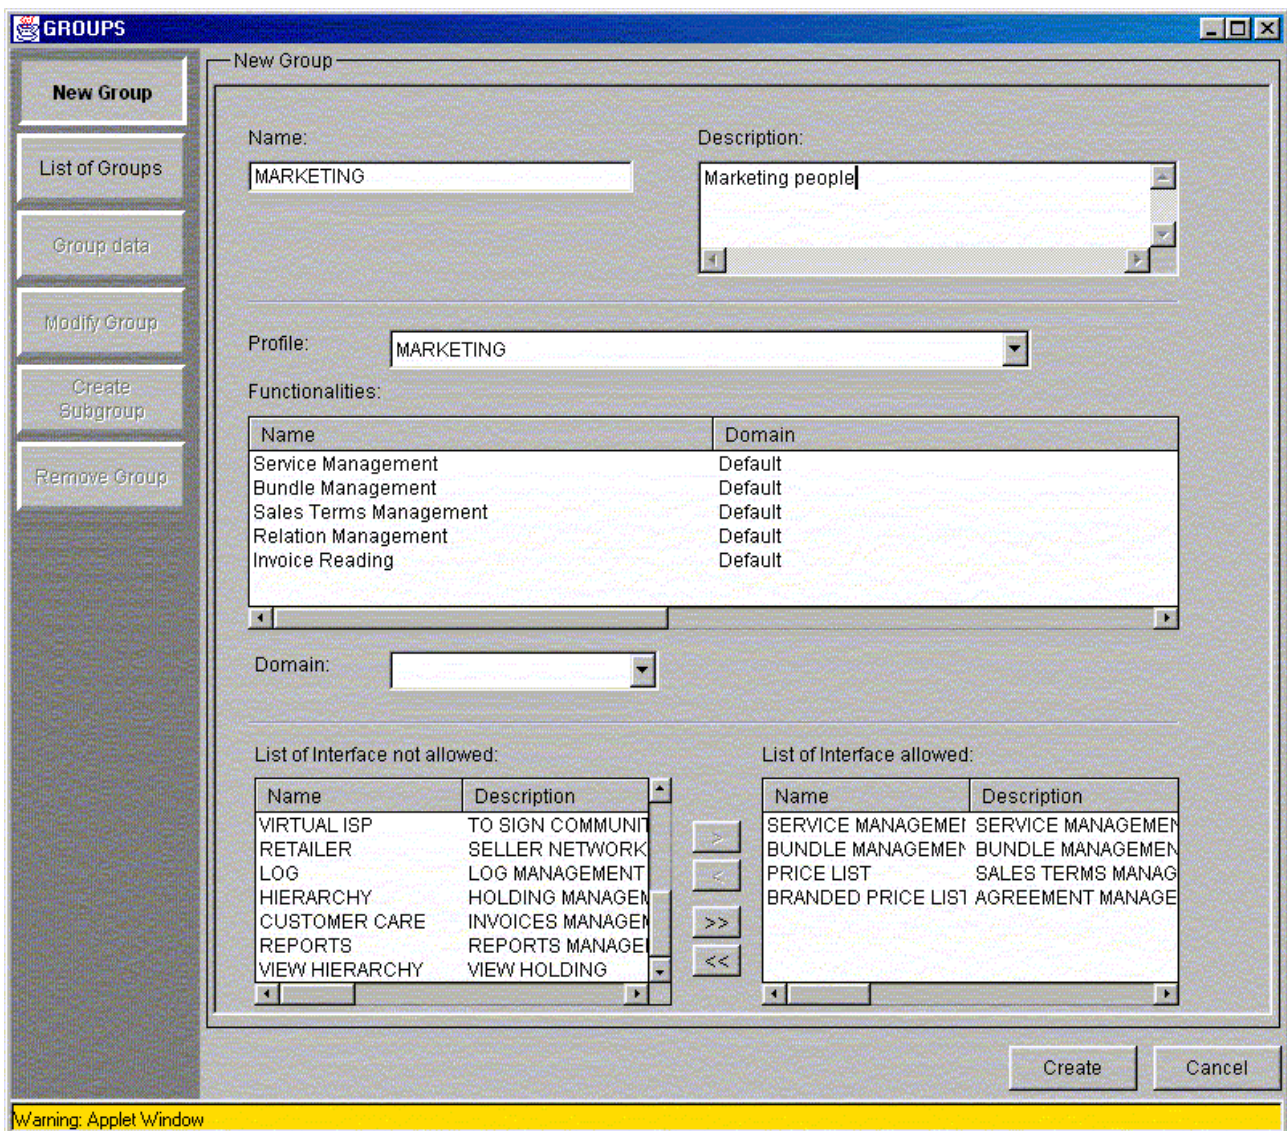 GROUPS
New Group
New Group
List of Groups
Group data
Modify Group
Create
Subgroup
Remove Group
Name:
MARKETING
Description:
Marketing people
Profile:
MARKETING
Functionalities:
Name Domain
Service Management Default
Bundle Management Default
Sales Terms Management Default
Relation Management Default
Invoice Reading Default
Domain:
List of Interface not allowed:
Name Description
VIRTUAL ISP TO SIGN COMMUNIT
RETAILER SELLER NETWORK
LOG LOG MANAGEMENT
HIERARCHY HOLDING MANAGEM
CUSTOMER CARE INVOICES MANAGEM
REPORTS REPORTS MANAGE
VIEW HIERARCHY VIEW HOLDING
>
<
>>
<<
List of Interface allowed:
Name Description
SERVICE MANAGEMEN SERVICE MANAGEMEN
BUNDLE MANAGEMEN BUNDLE MANAGEMEN
PRICE LIST SALES TERMS MANAG
BRANDED PRICE LIST AGREEMENT MANAGE
Create Cancel
Warning: Applet Window